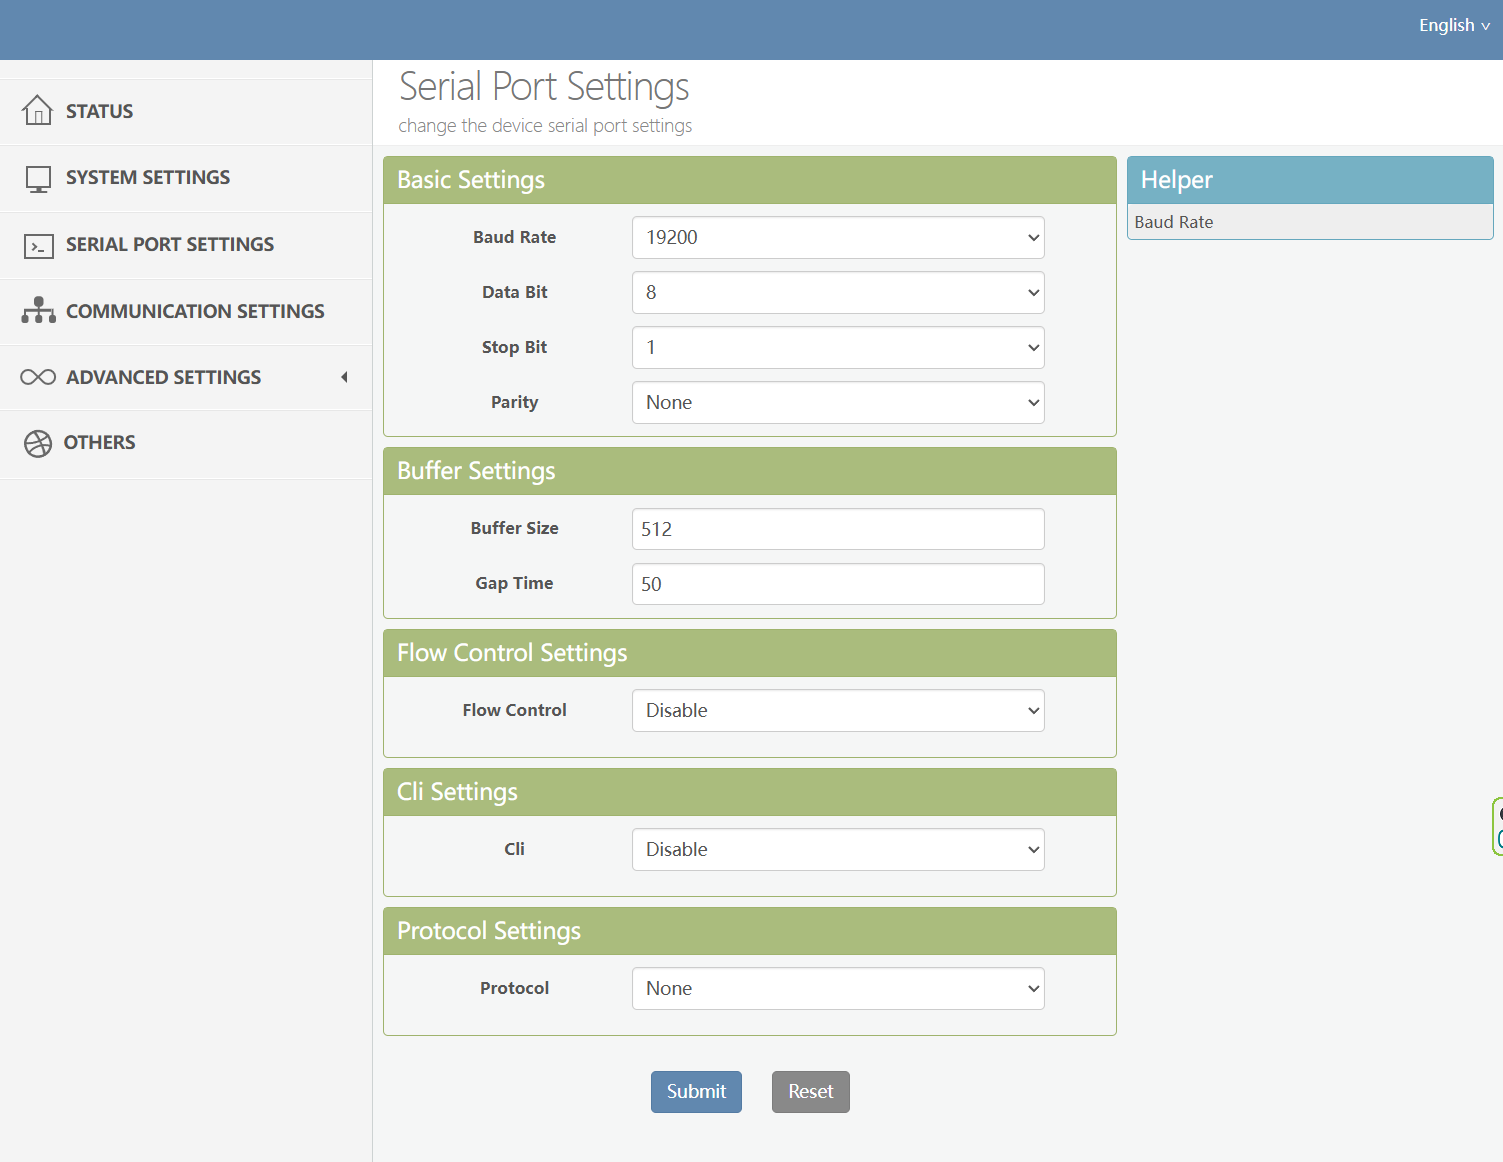 English
STATUS
SYSTEM SETTINGS
SERIAL PORT SETTINGS
COMMUNICATION SETTINGS
ADVANCED SETTINGS
OTHERS
Serial Port Settings
change the device serial port settings
Basic Settings
Baud Rate 19200
Data Bit 8
Stop Bit 1
Parity None
Buffer Settings
Buffer Size 512
Gap Time 50
Flow Control Settings
Flow Control Disable
Cli Settings
Cli Disable
Protocol Settings
Protocol None
Submit Reset
Helper
Baud Rate